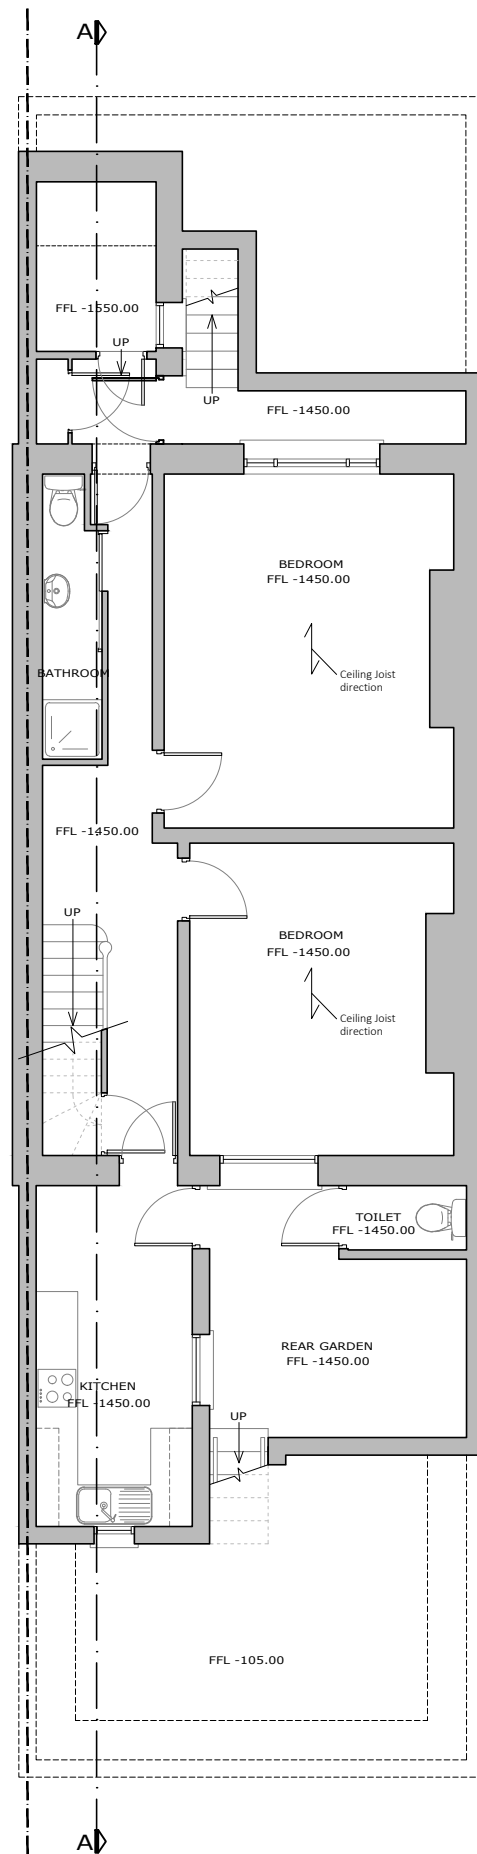 A
FFL -1550.00
UP
UP
FFL -1450.00
BEDROOM
FFL -1450.00
Ceiling Joist
direction
BATHROOM
FFL -1450.00
UP
BEDROOM
FFL -1450.00
Ceiling Joist
direction
TOILET
FFL -1450.00
REAR GARDEN
FFL -1450.00
KITCHEN
FFL -1450.00
UP
FFL -105.00
A